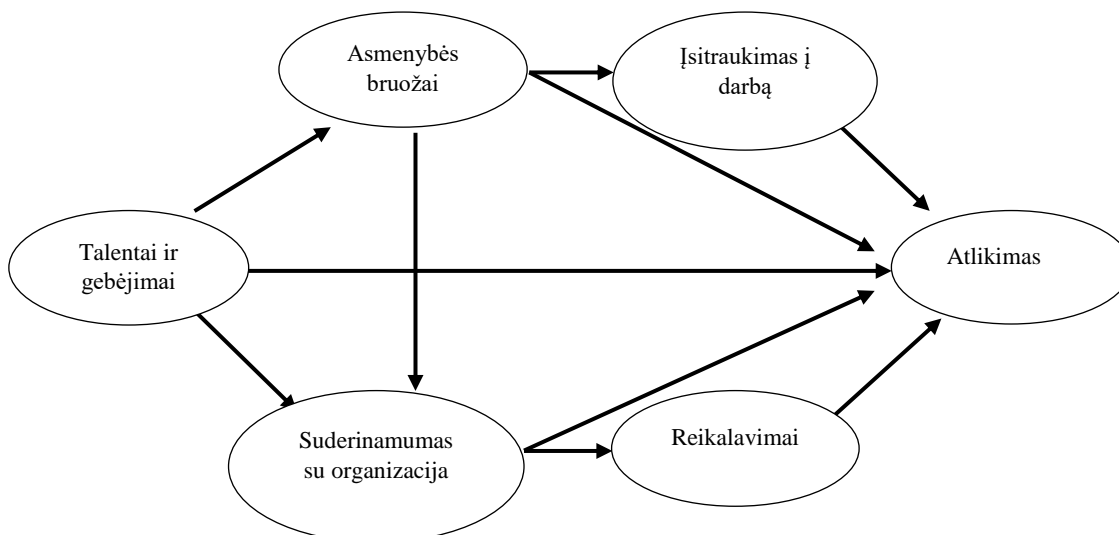 Asmenybės
bruožai
Įsitraukimas į
darbą
Talentai ir
gebėjimai
Atlikimas
Suderinamumas
su organizacija
Reikalavimai